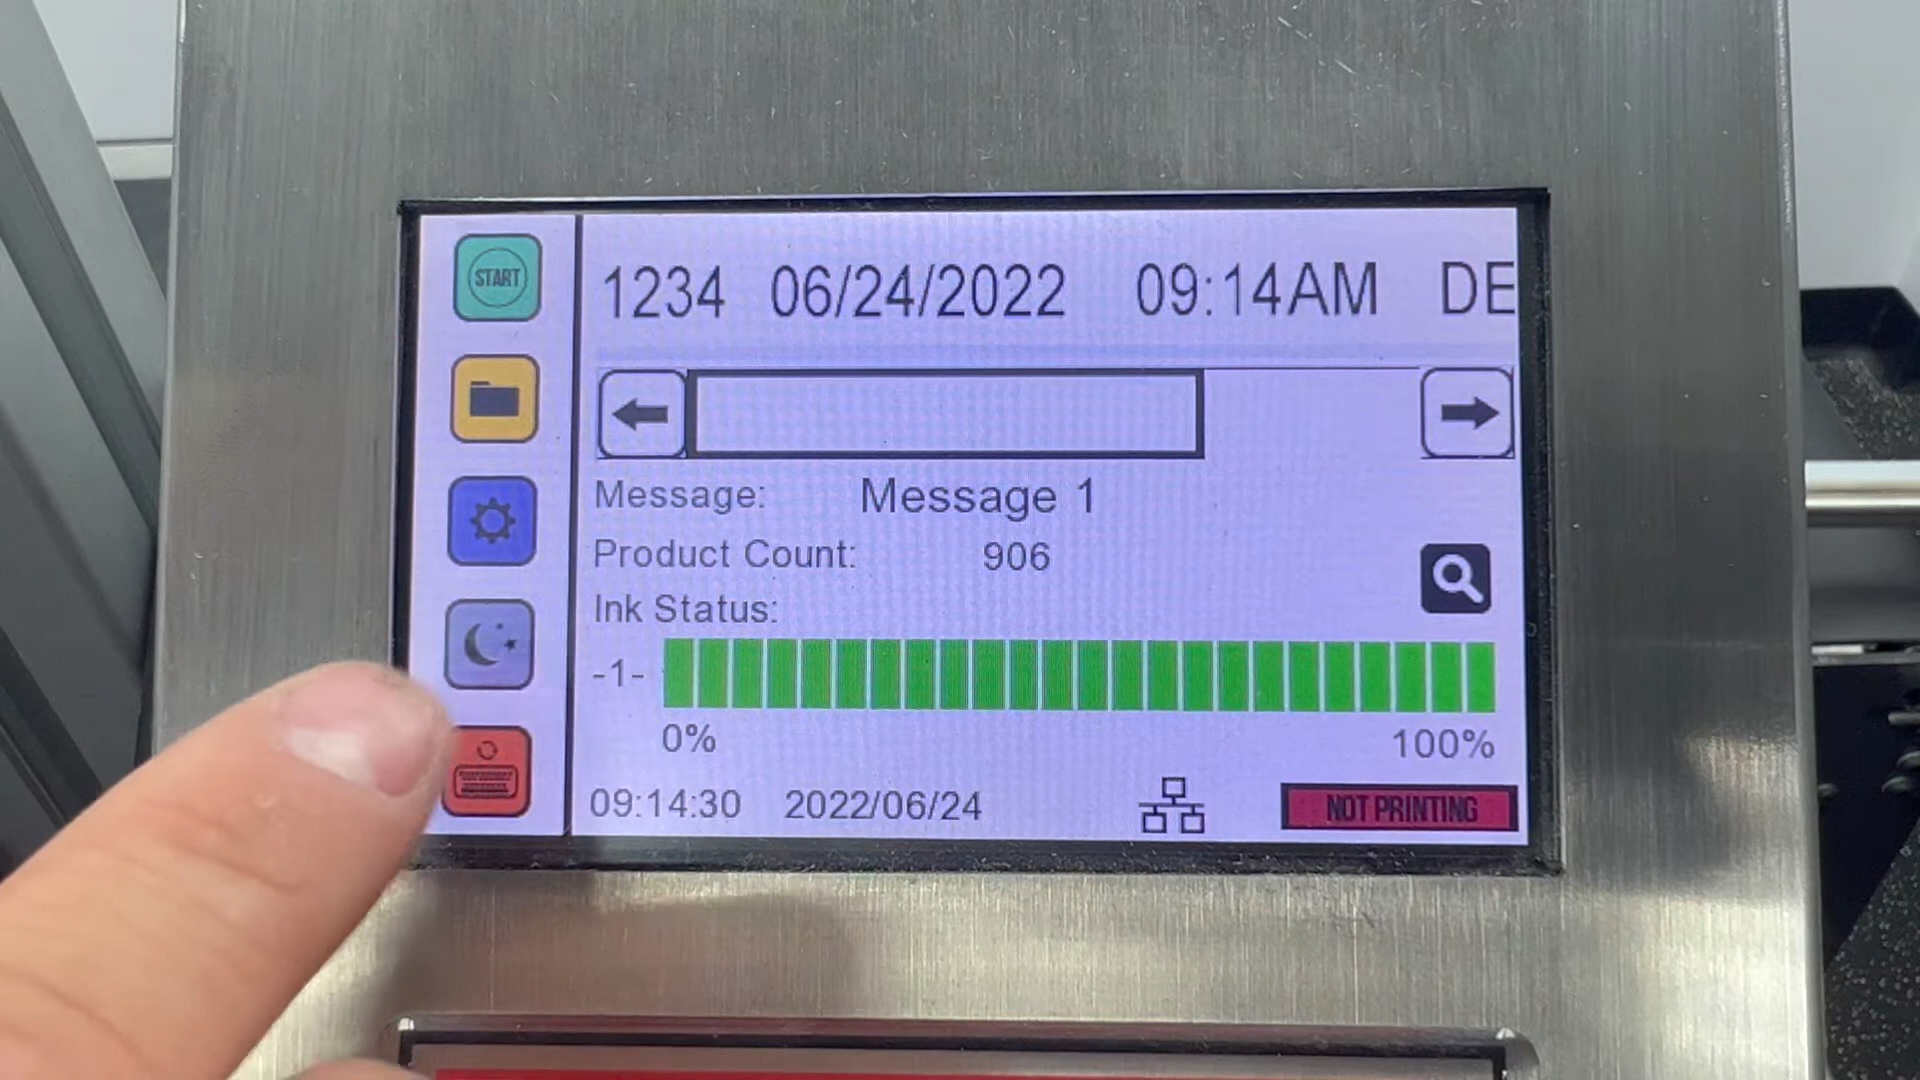 START
1234 06/24/2022 09:14AM DE
Message: Message 1
Product Count: 906
Ink Status:
-1-
0% 100%
09:14:30 2022/06/24 NOT PRINTING